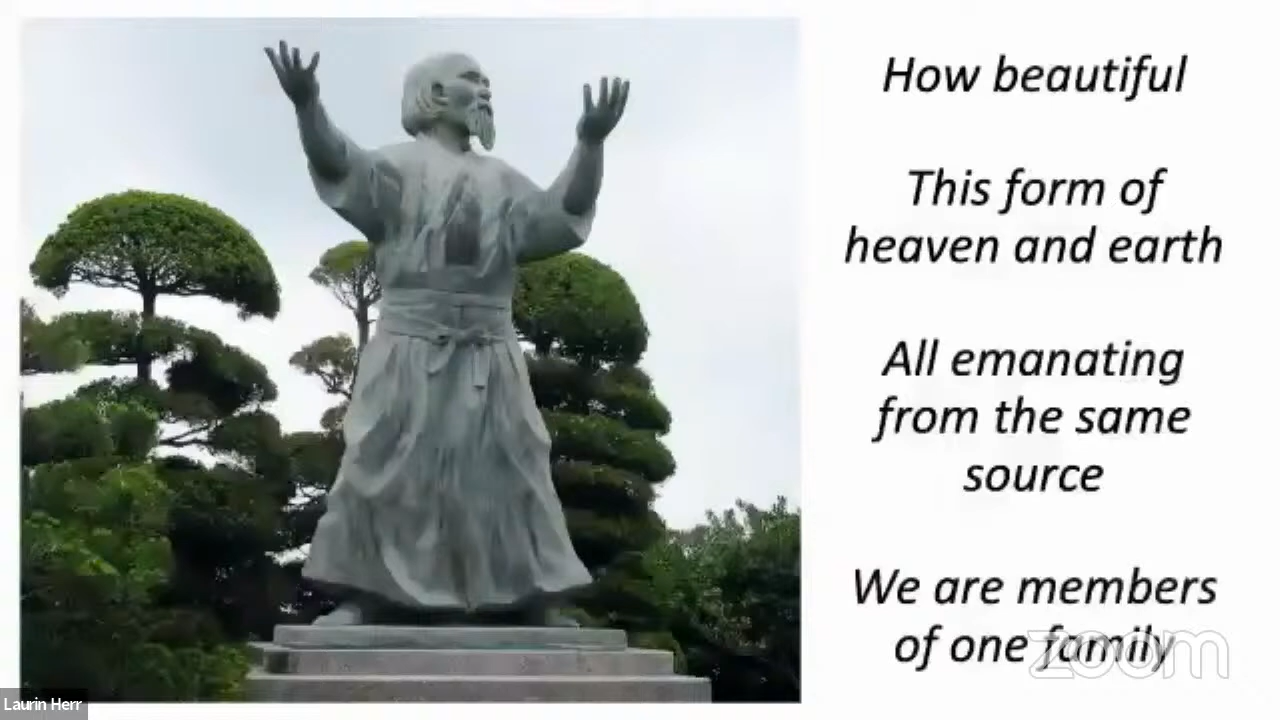 How beautiful
This form of
heaven and earth
All emanating
from the same
source
We are members
of one family
zoom
Laurin Herr